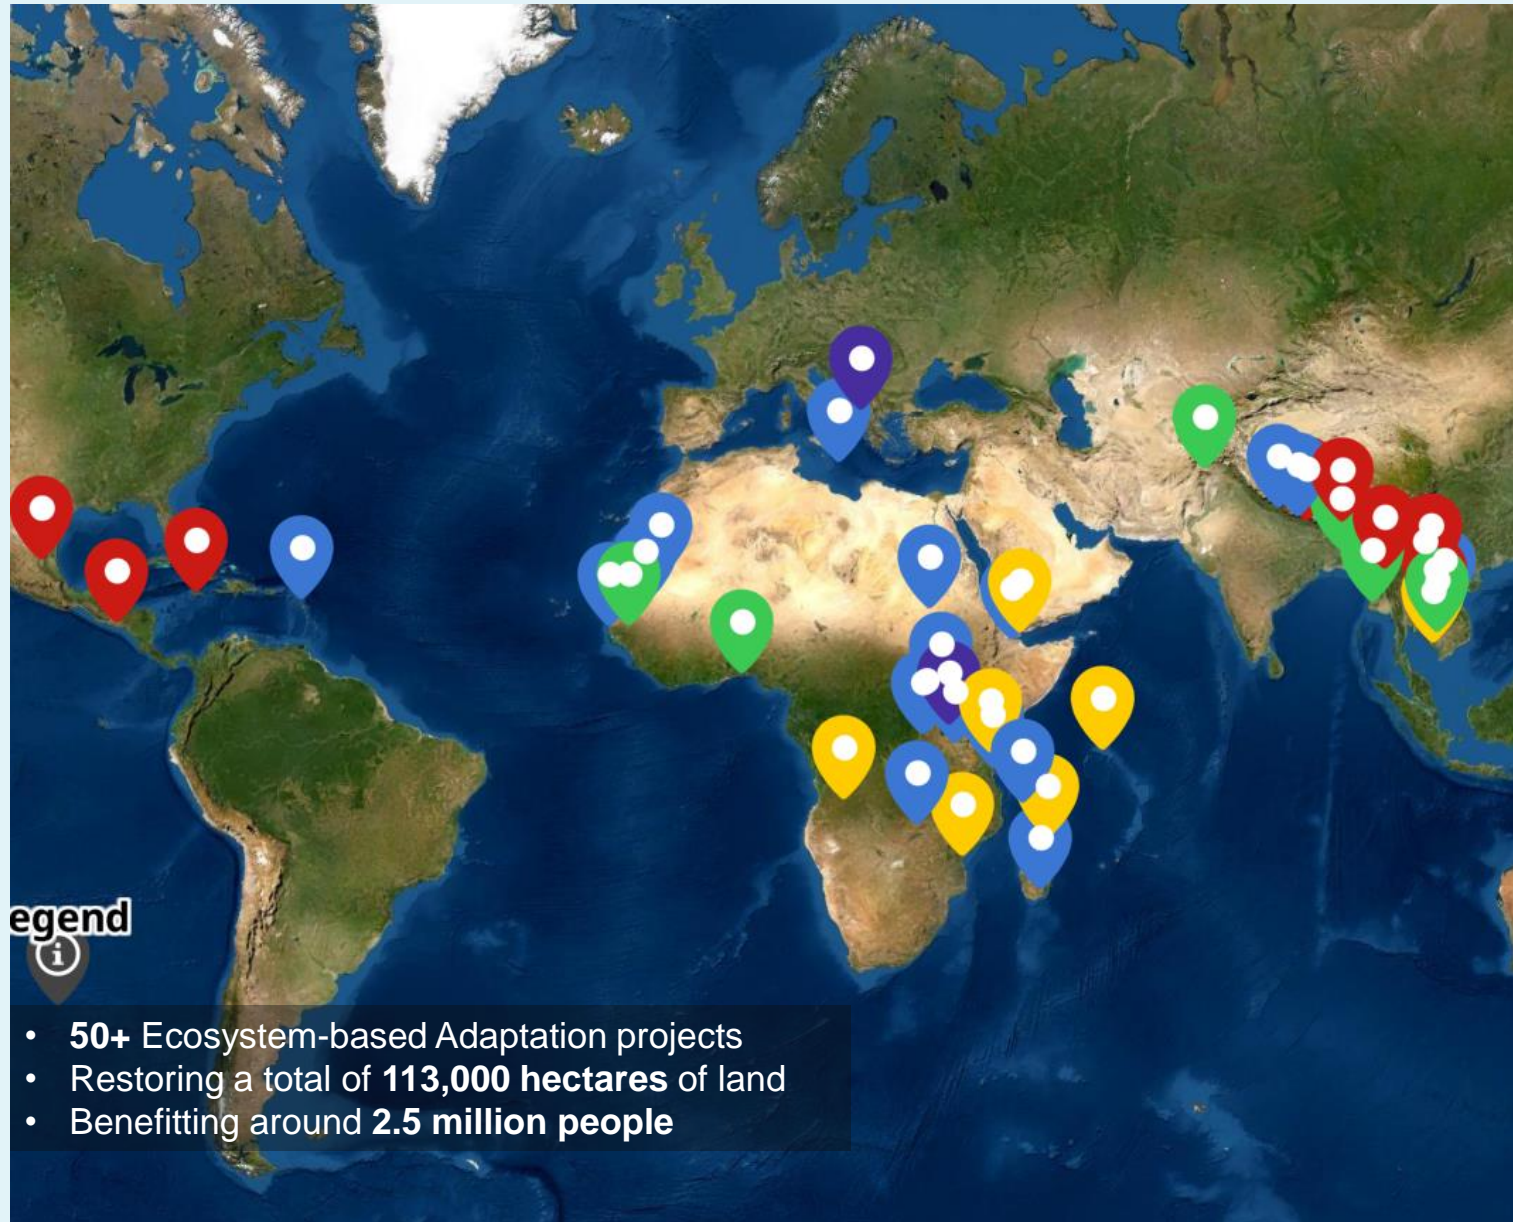 egend
i
• 50+ Ecosystem-based Adaptation projects
• Restoring a total of 113,000 hectares of land
• Benefitting around 2.5 million people